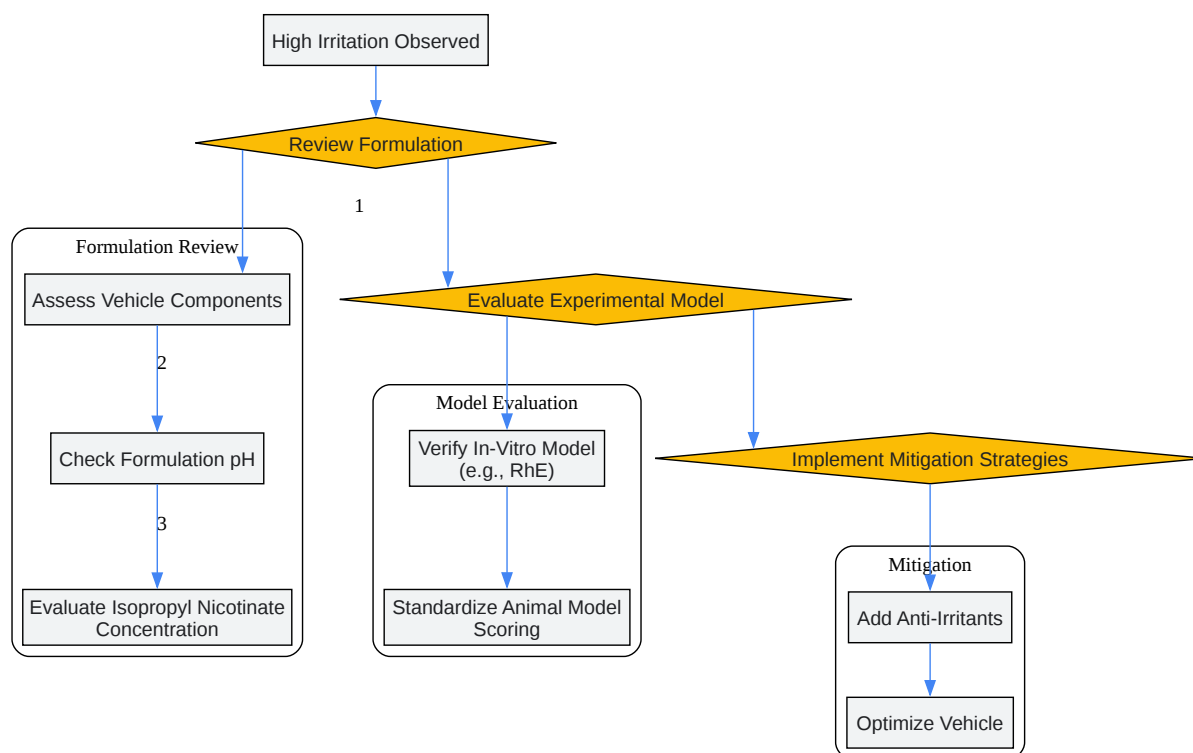 High Irritation Observed
Review Formulation
1
Formulation Review
Assess Vehicle Components
Evaluate Experimental Model
2
Model Evaluation
Check Formulation pH
Verify In-Vitro Model
(e.g., RhE)
Implement Mitigation Strategies
3
Mitigation
Evaluate Isopropyl Nicotinate
Concentration
Standardize Animal Model
Scoring
Add Anti-Irritants
Optimize Vehicle